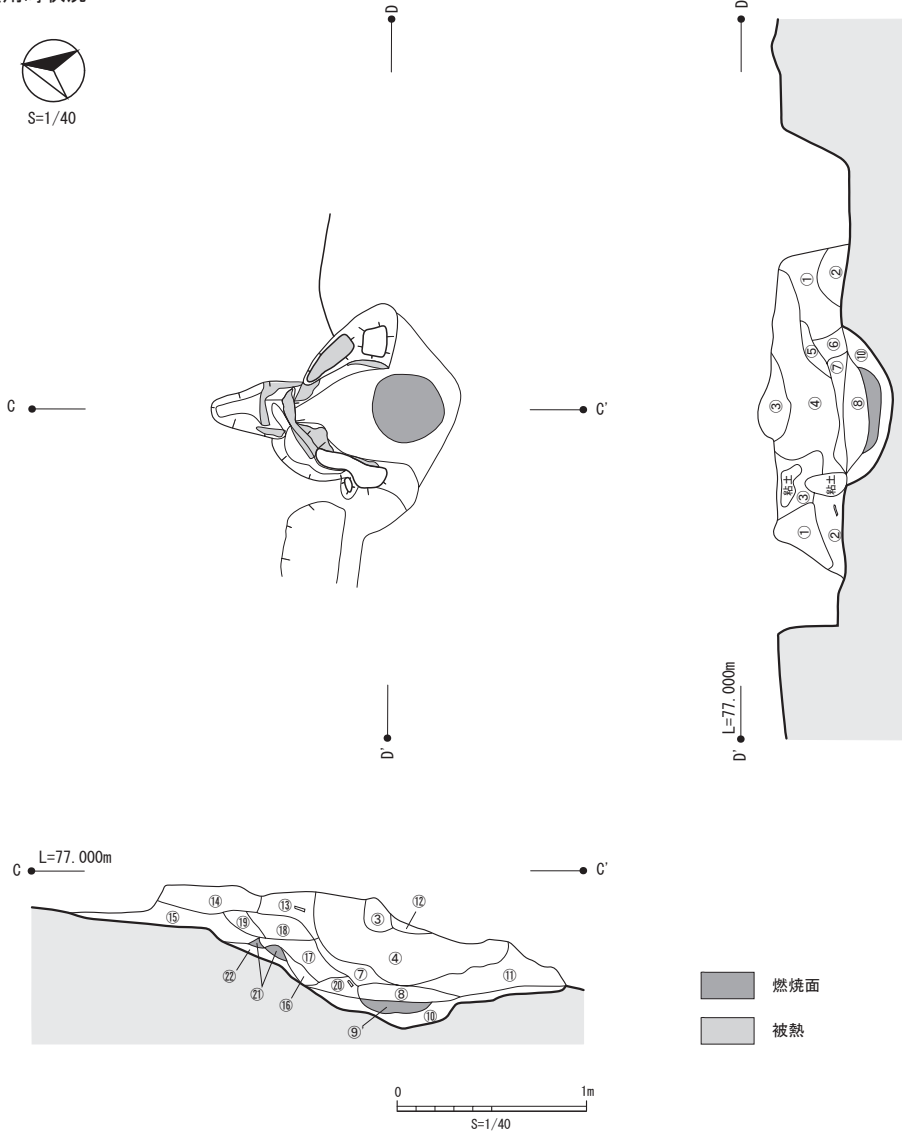 S=1/40
D
D
C
C'
D'
L=77.000m
D'
①
②
⑥
⑤
⑩
⑦
③
④
⑧
粘土
粘土
③
①
②
C
L=77.000m
C'
⑭
⑬
③
⑫
⑮
⑲
⑱
④
⑰
⑦
⑪
㉒
㉑
⑯
⑳
⑧
⑨
⑩
燃焼面
被熱
0
1m
S=1/40